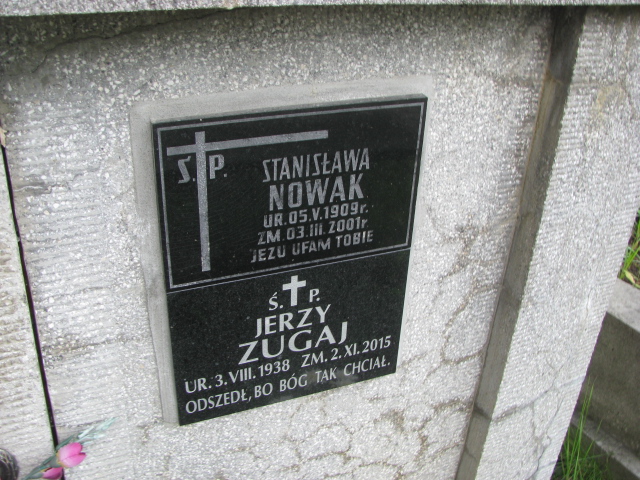 Ś. P.
STANISŁAWA
NOWAK
UR. 05.V.1909r.
ZM. 03.III.2001r.
JEZU UFAM TOBIE
Ś. P.
JERZY
ZUGAJ
UR. 3.VIII.1938 ZM. 2.XI.2015
ODSZEDŁ, BO BÓG TAK CHCIAŁ.